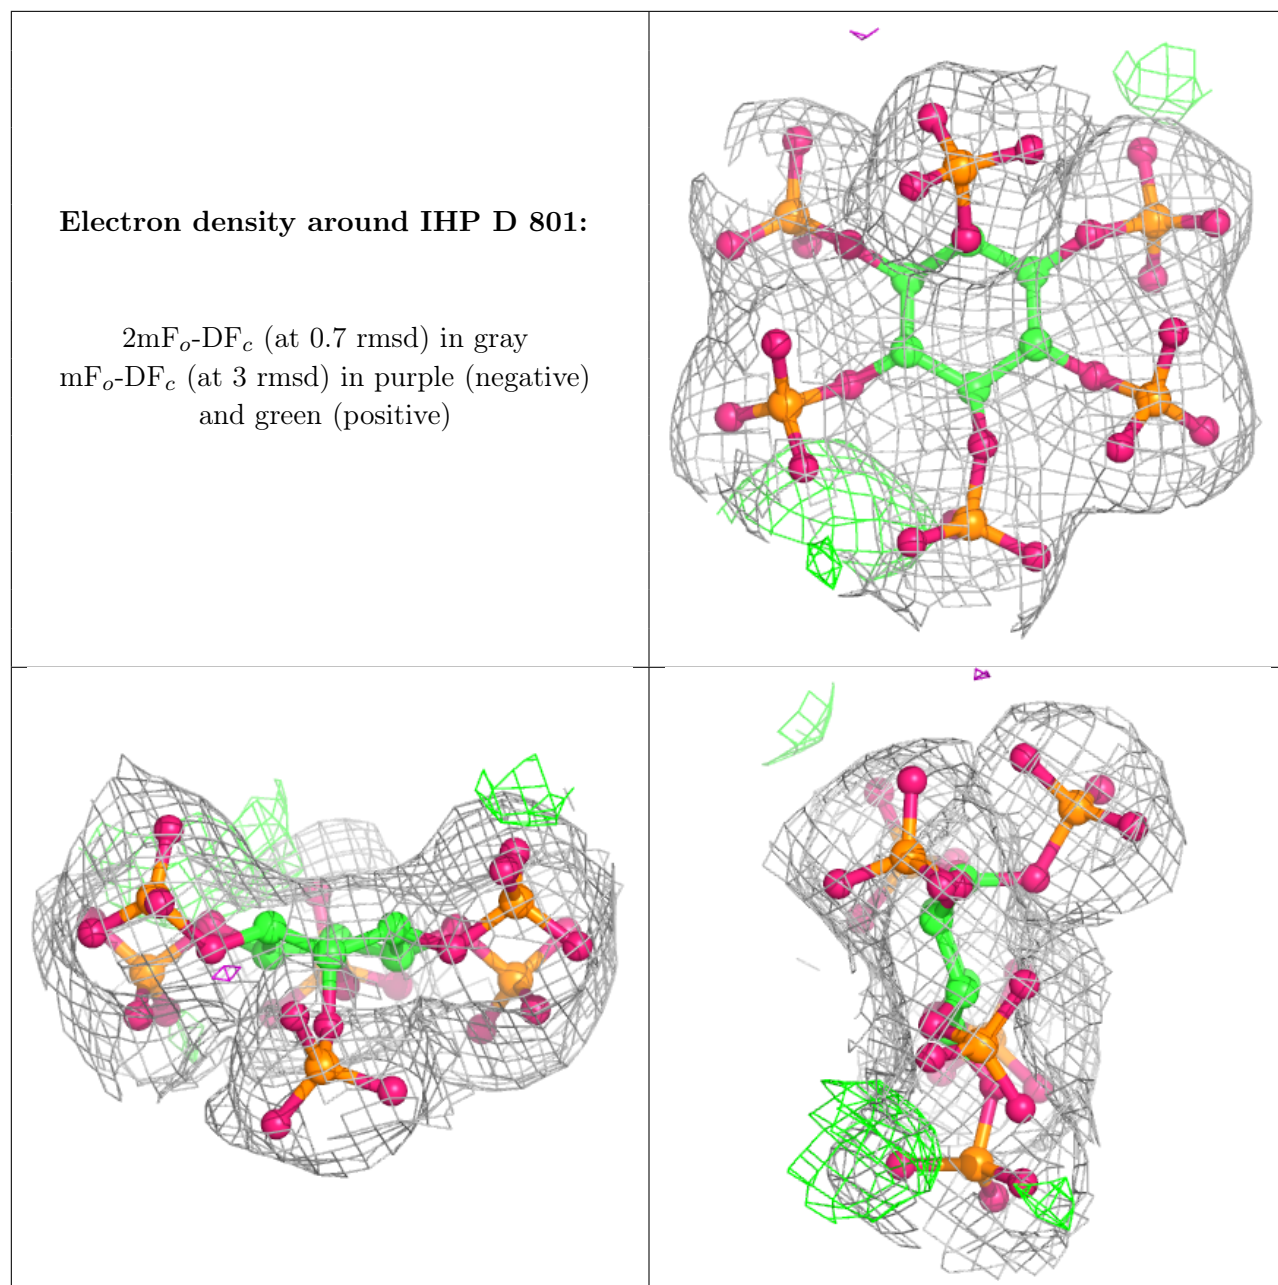 Electron density around IHP D 801:
2mFo-DFc (at 0.7 rmsd) in gray
mFo-DFc (at 3 rmsd) in purple (negative)
and green (positive)